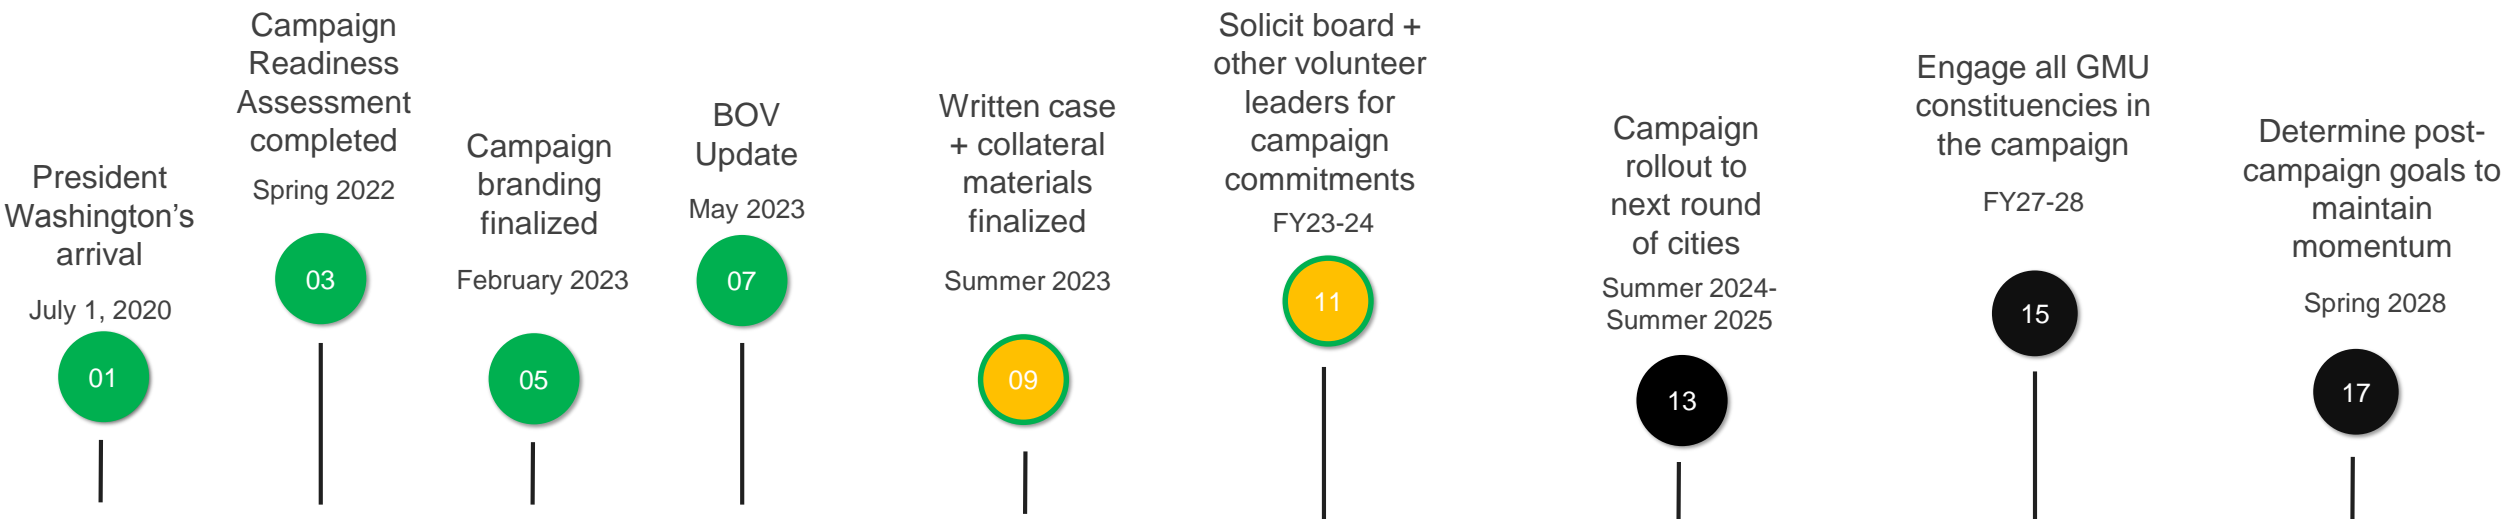 President
Washington’s
arrival
July 1, 2020
01
Campaign
Readiness
Assessment
completed
Spring 2022
03
Campaign
branding
finalized
February 2023
05
BOV
Update
May 2023
07
Written case
+ collateral
materials
finalized
Summer 2023
09
Solicit board +
other volunteer
leaders for
campaign
commitments
FY23-24
11
Campaign
rollout to
next round
of cities
Summer 2024-
Summer 2025
13
Engage all GMU
constituencies in
the campaign
FY27-28
15
Determine post-
campaign goals to
maintain
momentum
Spring 2028
17